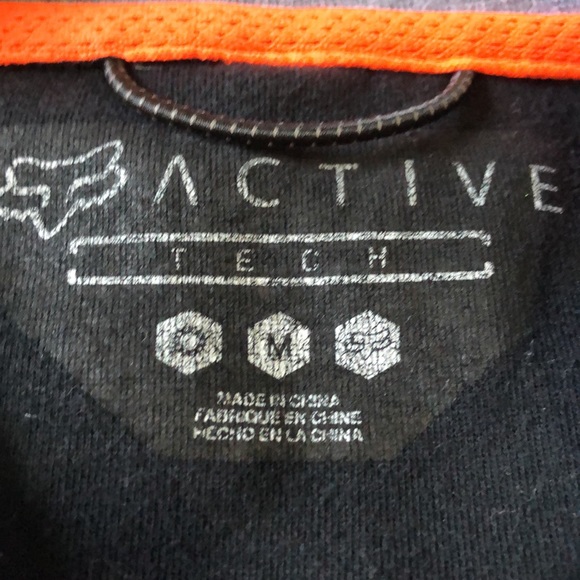 ACTIVE
TECH
M
MADE IN CHINA
FABRIQUE EN CHINE
HECHO EN LA CHINA